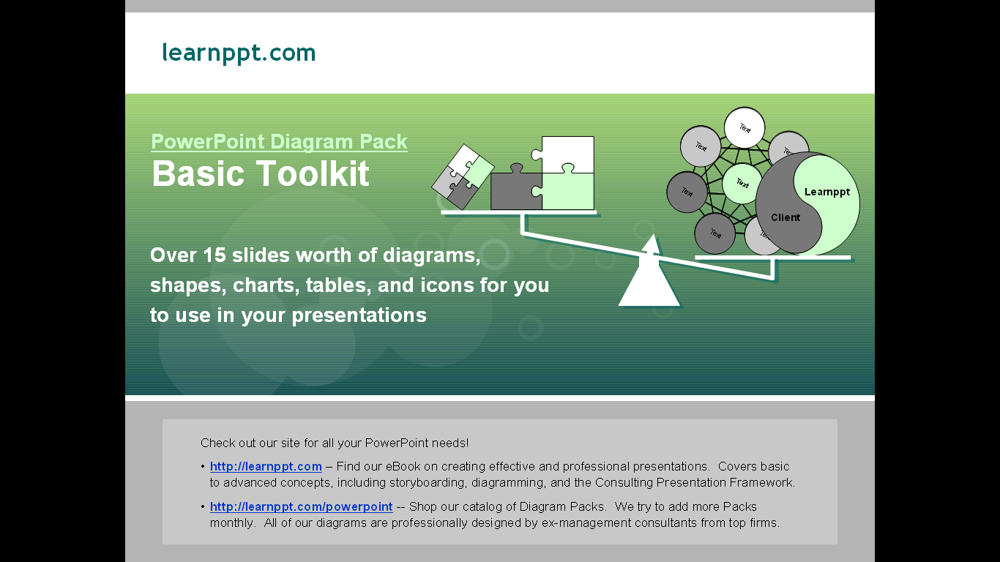 learnppt.com
PowerPoint Diagram Pack
Basic Toolkit
Over 15 slides worth of diagrams,
shapes, charts, tables, and icons for you
to use in your presentations
Text
Text
Text
Text
Text
Text
Text
Learnppt
Client
Check out our site for all your PowerPoint needs!
• http://learnppt.com – Find our eBook on creating effective and professional presentations.  Covers basic
to advanced concepts, including storyboarding, diagramming, and the Consulting Presentation Framework.
• http://learnppt.com/powerpoint -- Shop our catalog of Diagram Packs.  We try to add more Packs
monthly.  All of our diagrams are professionally designed by ex-management consultants from top firms.